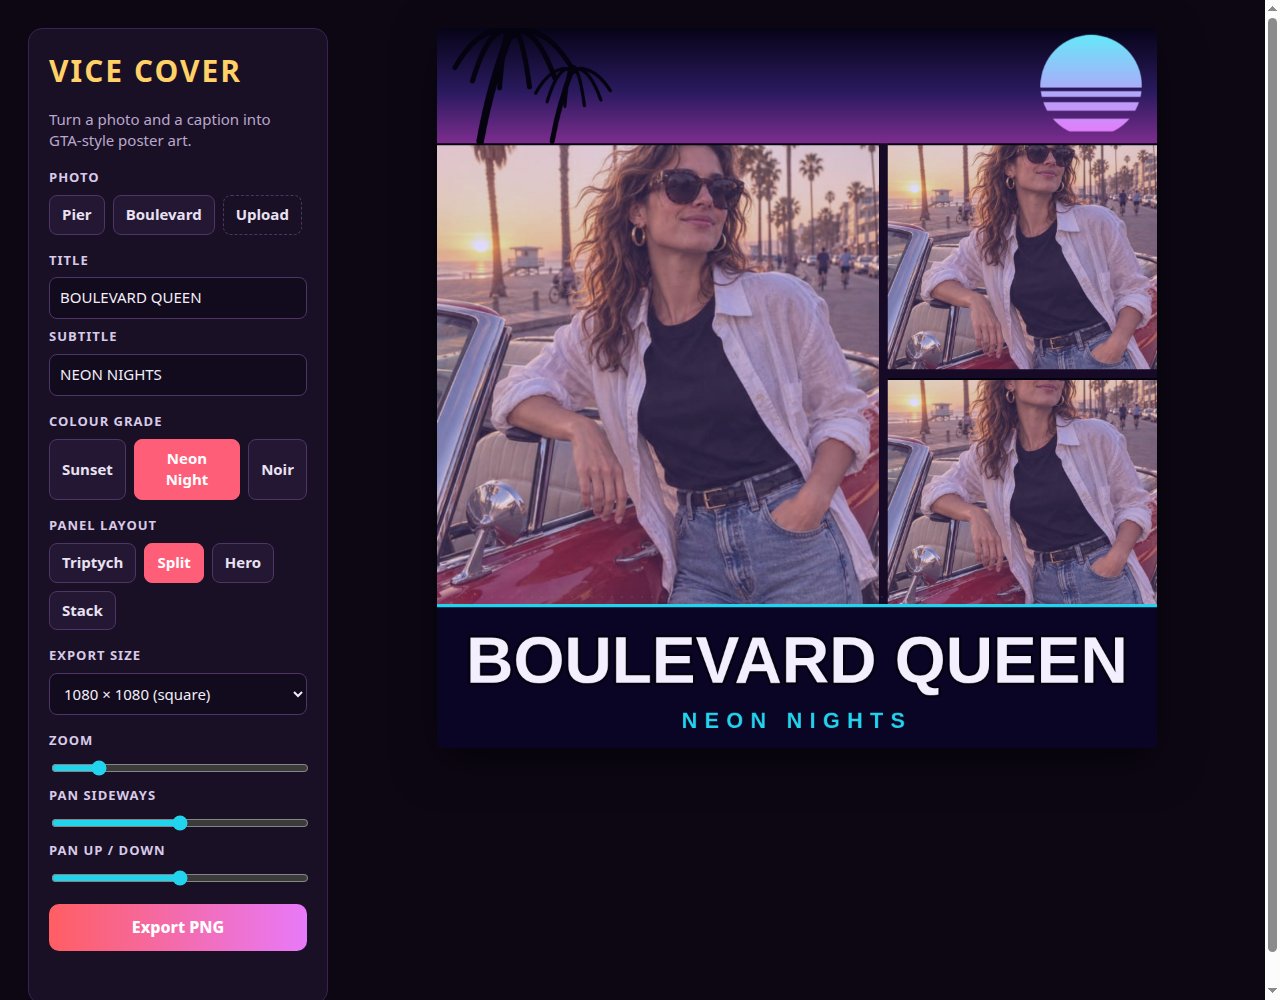 VICE COVER
Turn a photo and a caption into
GTA-style poster art.
PHOTO
Pier
Boulevard
Upload
TITLE
BOULEVARD QUEEN
SUBTITLE
NEON NIGHTS
COLOUR GRADE
Sunset
Neon
Night
Noir
PANEL LAYOUT
Triptych
Split
Hero
Stack
EXPORT SIZE
1080 × 1080 (square)
ZOOM
PAN SIDEWAYS
PAN UP / DOWN
Export PNG
BOULEVARD QUEEN
NEON NIGHTS